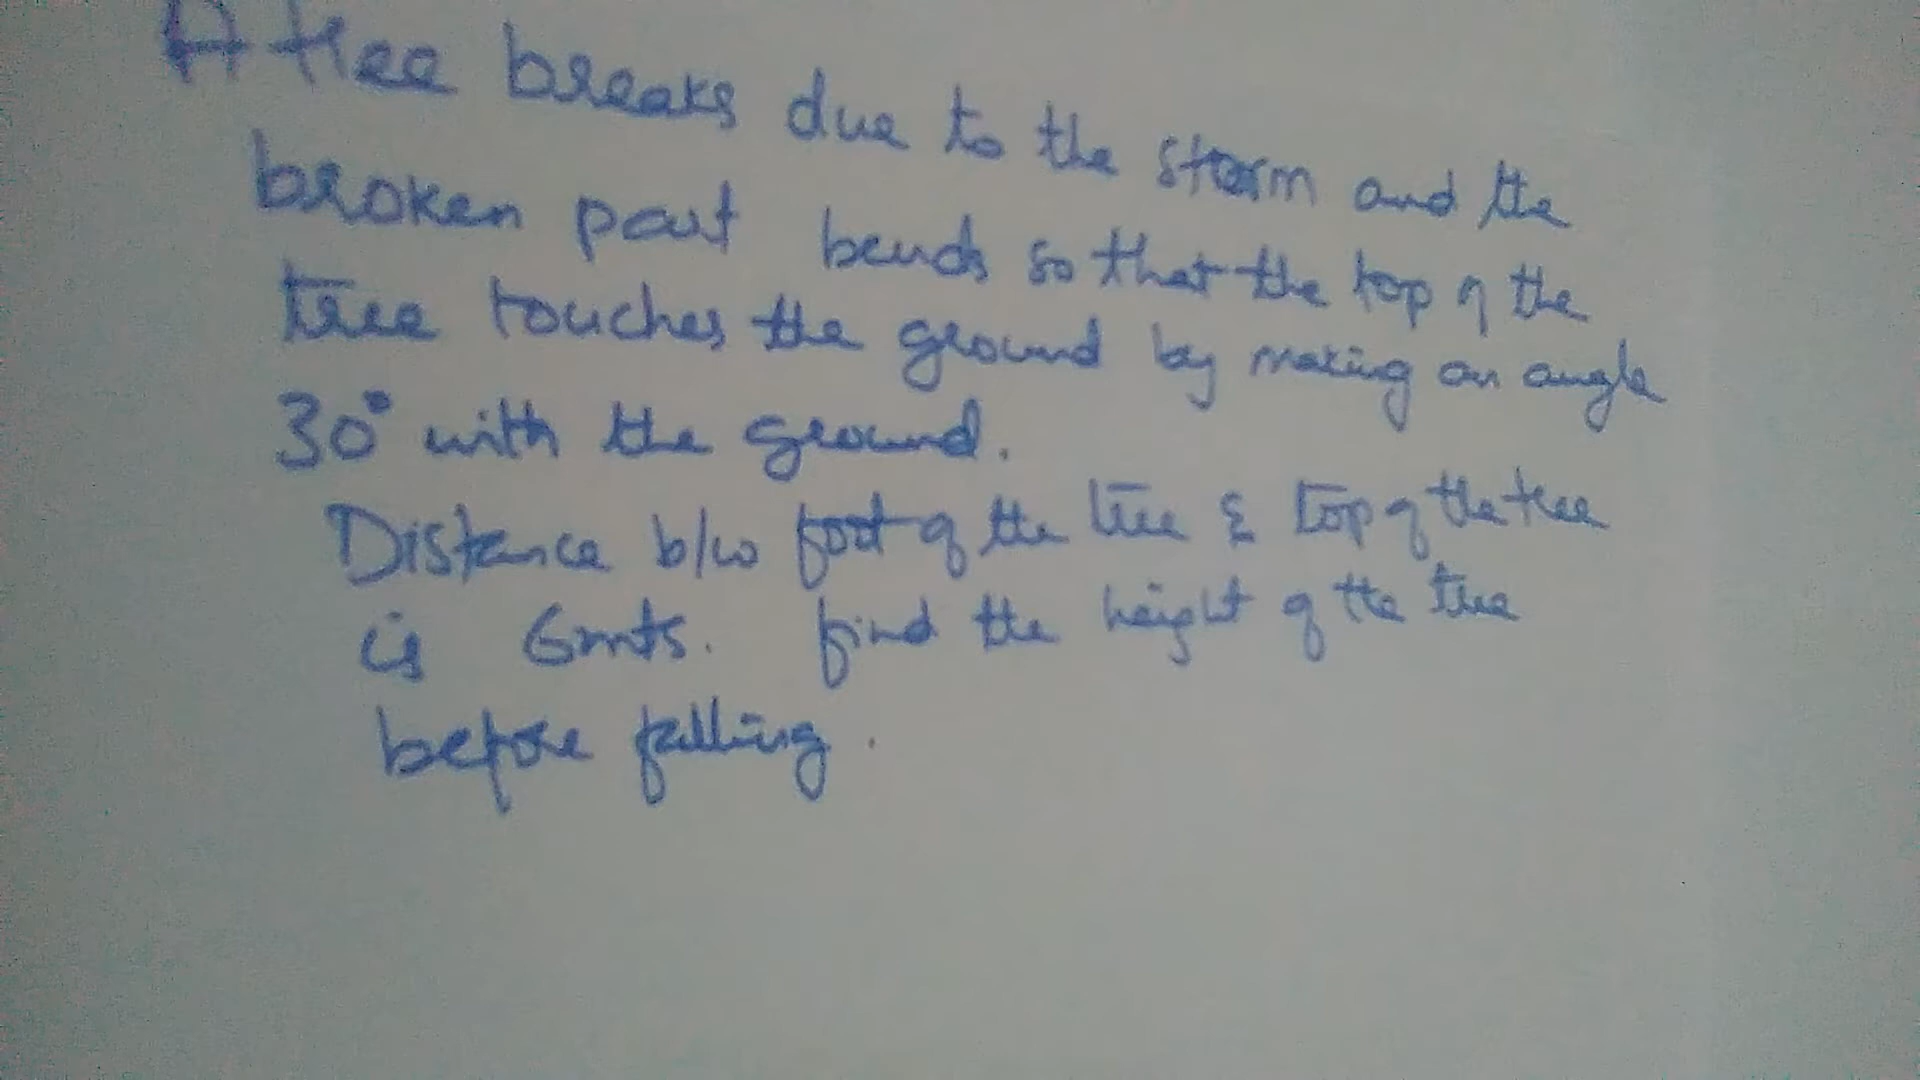 A tree breaks due to the storm and the
broken part bends so that the top of the
tree touches the ground by making an angle
30° with the ground.
Distance b/w foot of the tree & top of the tree
is 6mts. find the height of the tree
before falling.